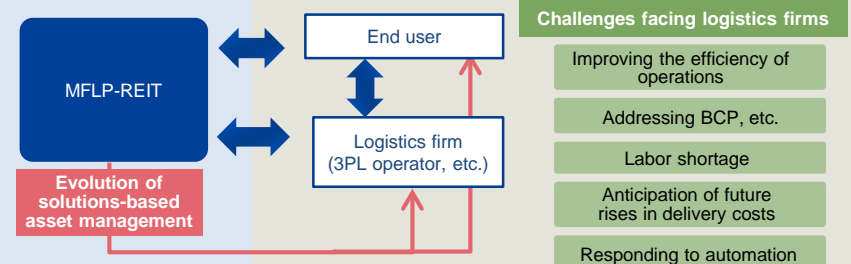 MFLP-REIT
Evolution of
solutions-based
asset management
End user
Logistics firm
(3PL operator, etc.)
Challenges facing logistics firms
Improving the efficiency of
operations
Addressing BCP, etc.
Labor shortage
Anticipation of future
rises in delivery costs
Responding to automation